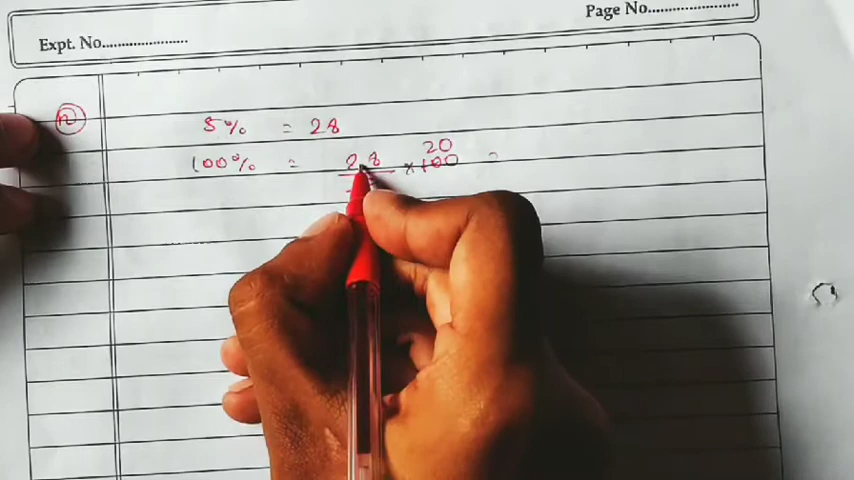 Expt. No....................
Page No........................
5% = 28
20
100% = 28 × 100 =